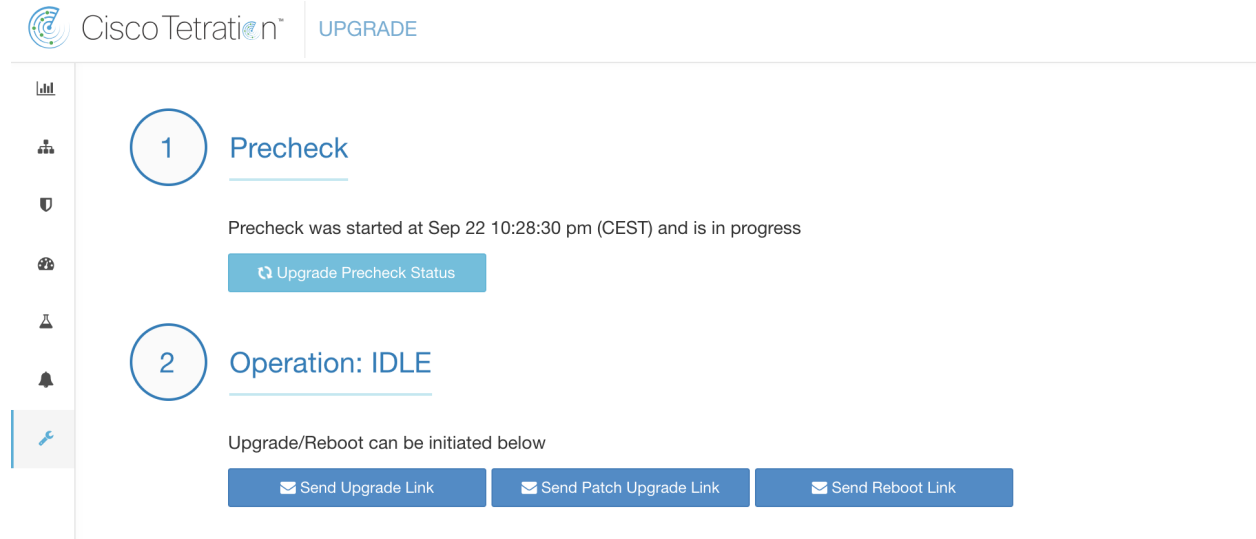 Cisco Tetration™ UPGRADE
1 Precheck
Precheck was started at Sep 22 10:28:30 pm (CEST) and is in progress
Upgrade Precheck Status
2 Operation: IDLE
Upgrade/Reboot can be initiated below
Send Upgrade Link Send Patch Upgrade Link Send Reboot Link